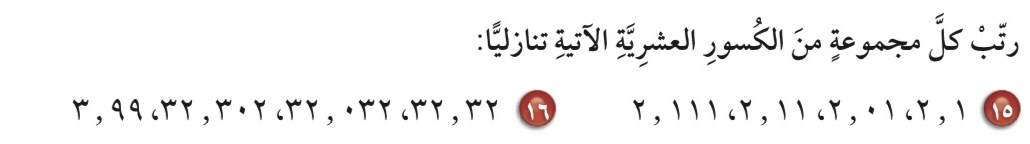 رتّبْ كلَّ مجموعةٍ منَ الكُسورِ العشريَّةِ الآتيةِ تنازليًّا:
١٥ ٢,١،٢,٠١،٢,١١،٢,١١١ ١٦ ٣٢,٣٢،٣٢,٠٣٢،٣٢,٣٠٢،٣,٩٩